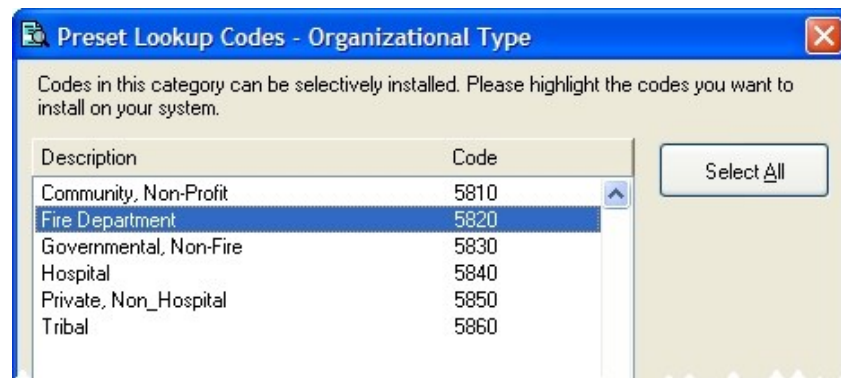 Preset Lookup Codes - Organizational Type
Codes in this category can be selectively installed. Please highlight the codes you want to
install on your system.
Description Code
Select All
Community, Non-Profit 5810
Fire Department 5820
Governmental, Non-Fire 5830
Hospital 5840
Private, Non_Hospital 5850
Tribal 5860